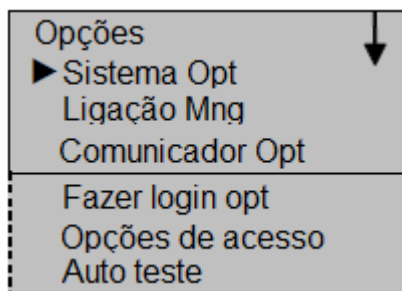 Opções
Sistema Opt
Ligação Mng
Comunicador Opt
Fazer login opt
Opções de acesso
Auto teste